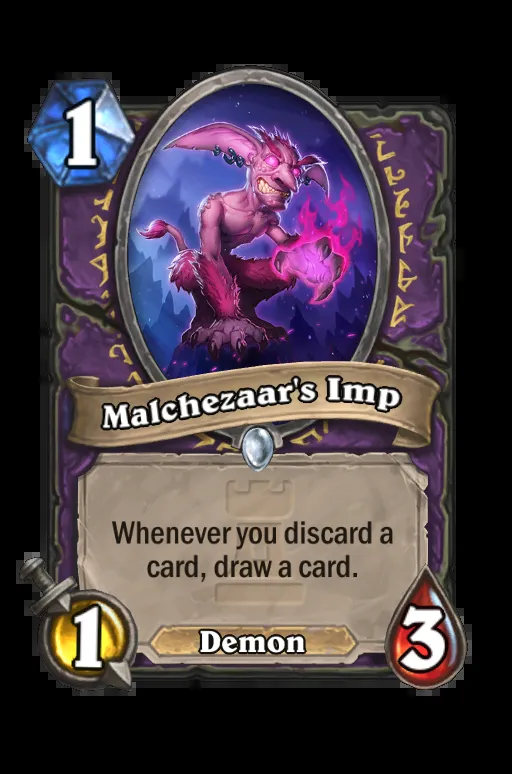 1
Malchezaar's Imp
Whenever you discard a
card, draw a card.
1
Demon
3